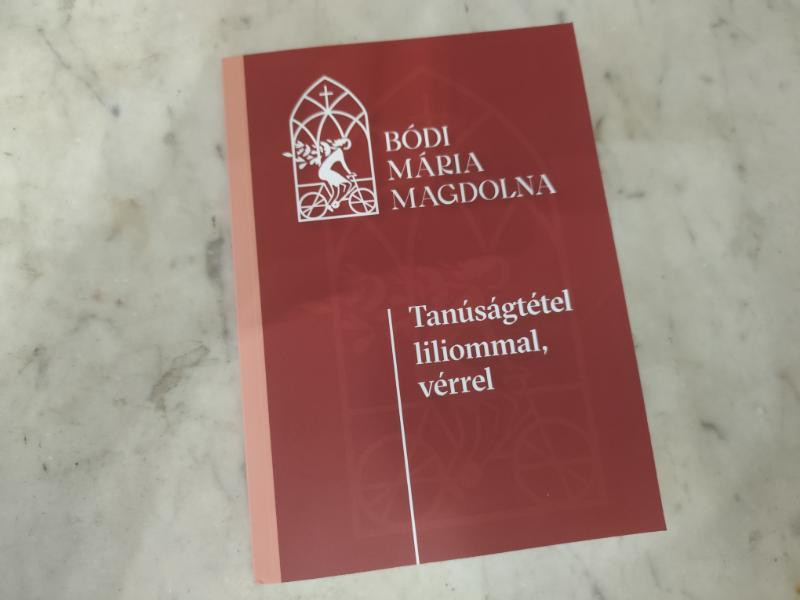 BÓDI
MÁRIA
MAGDOLNA
Tanúságtétel
liliommal,
vérrel